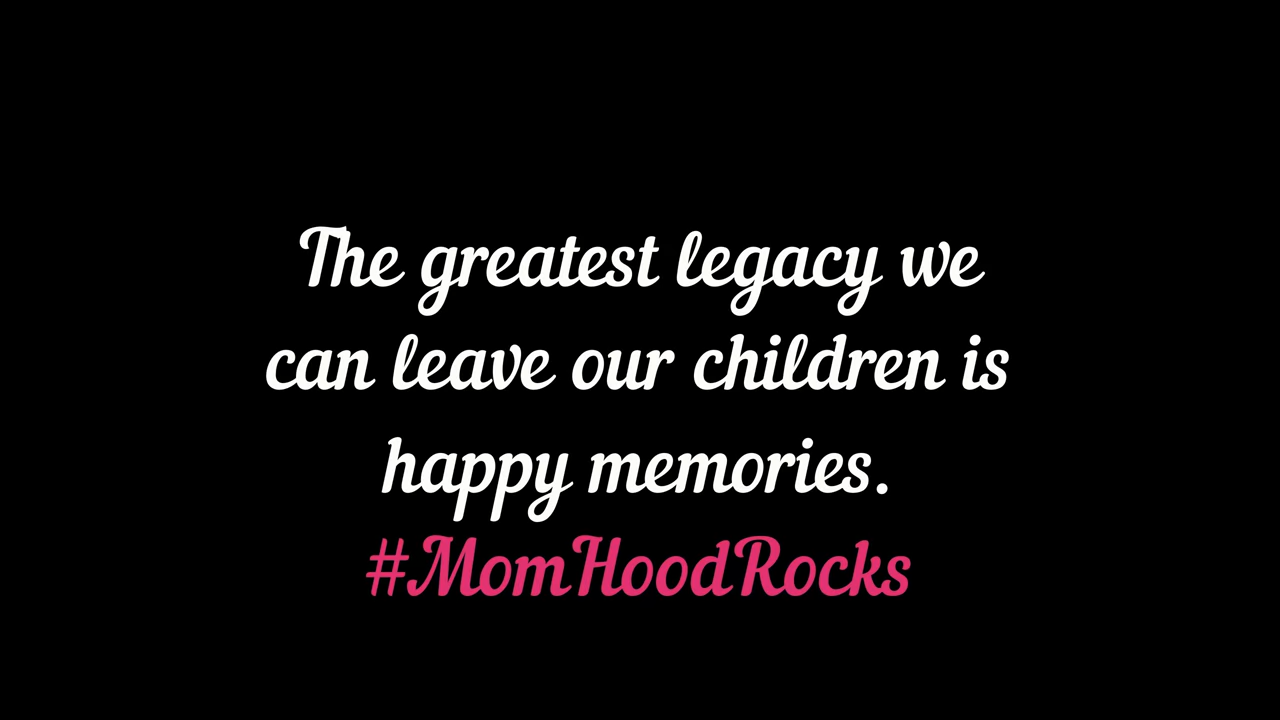 The greatest legacy we
can leave our children is
happy memories.
#MomHoodRocks